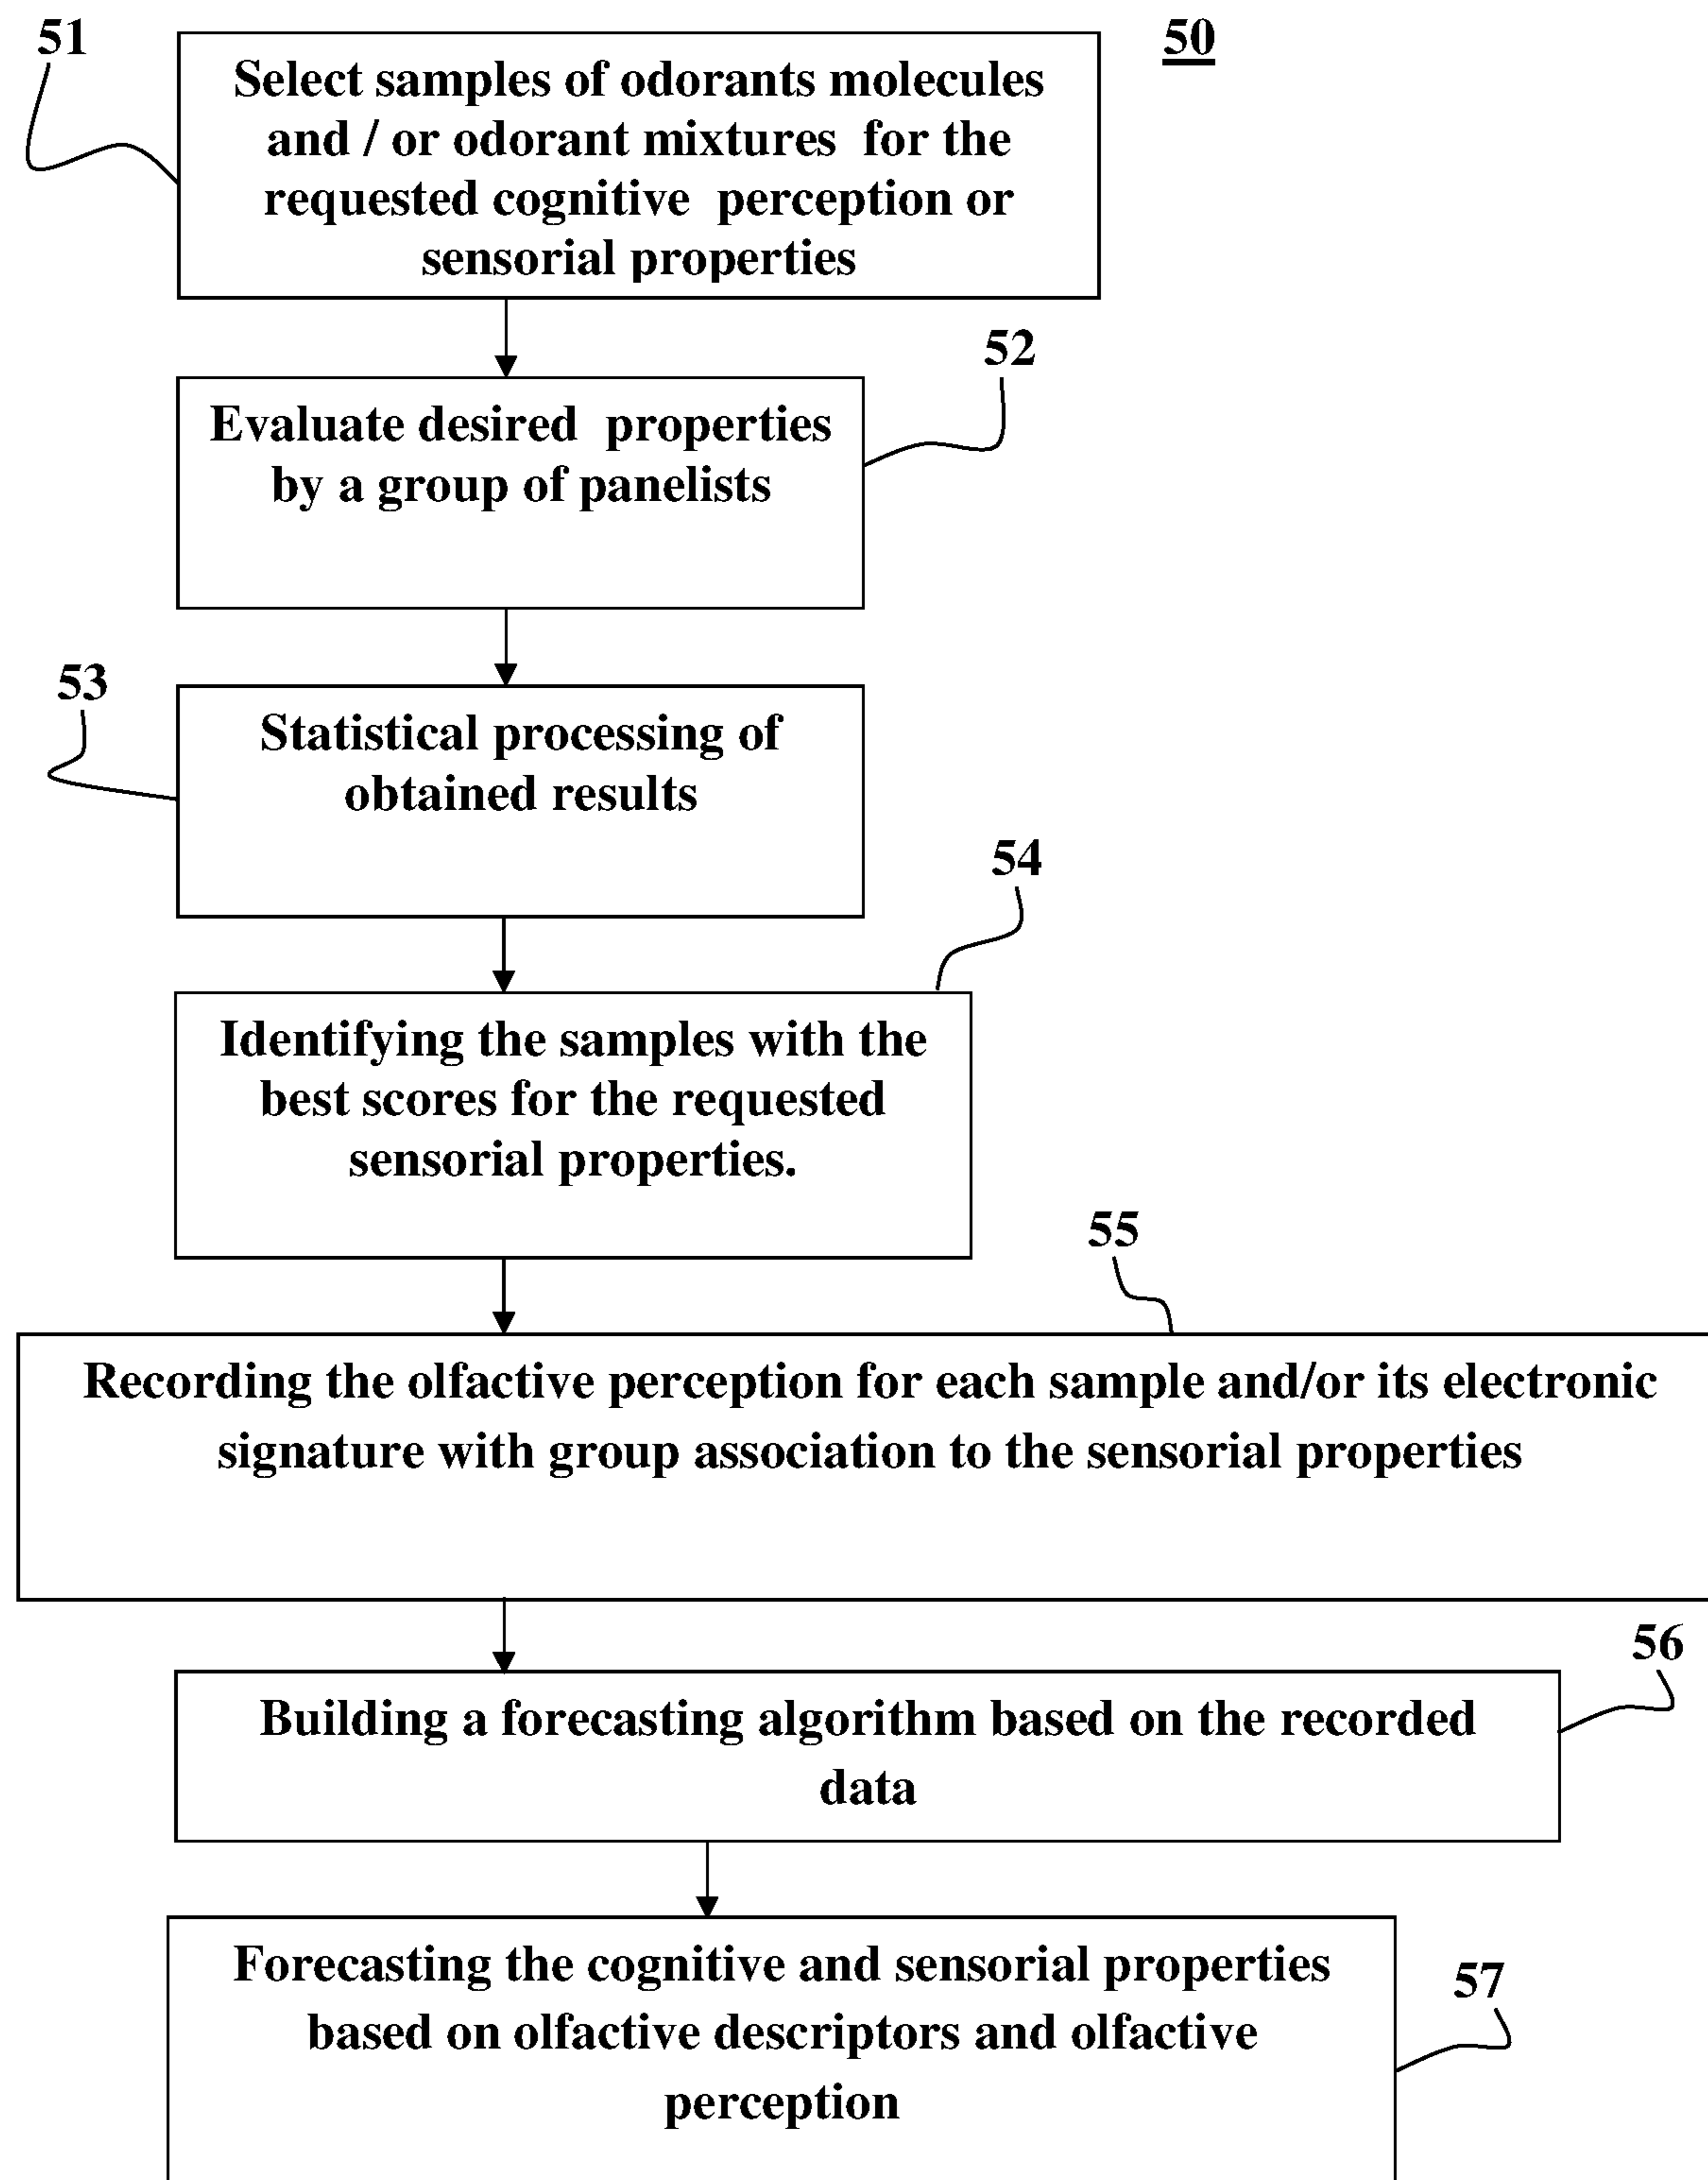 51
50
Select samples of odorants molecules
and / or odorant mixtures for the
requested cognitive perception or
sensorial properties
52
Evaluate desired properties
by a group of panelists
53
Statistical processing of
obtained results
54
Identifying the samples with the
best scores for the requested
sensorial properties.
55
Recording the olfactive perception for each sample and/or its electronic
signature with group association to the sensorial properties
56
Building a forecasting algorithm based on the recorded
data
Forecasting the cognitive and sensorial properties
57
based on olfactive descriptors and olfactive
perception